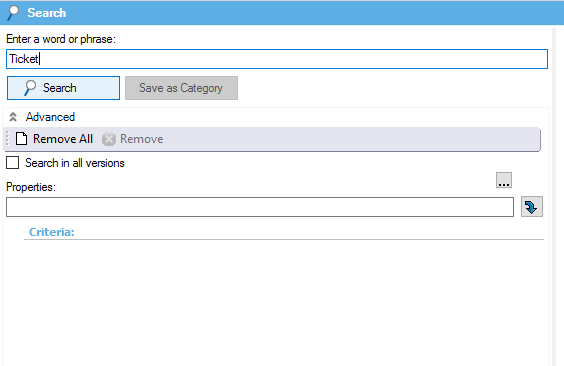 Search
Enter a word or phrase:
Ticket
Search Save as Category
Advanced
Remove All Remove
Search in all versions
...
Properties:
Criteria: